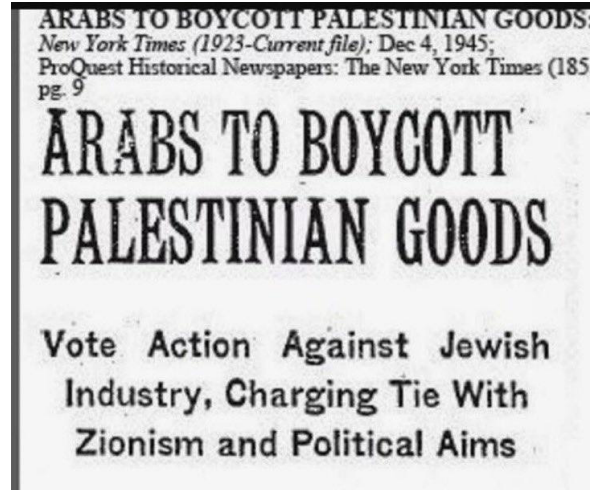 ARABS TO BOYCOTT PALESTINIAN GOODS:
New York Times (1923-Current file); Dec 4, 1945;
ProQuest Historical Newspapers: The New York Times (185
pg. 9
ARABS TO BOYCOTT
PALESTINIAN GOODS
Vote Action Against Jewish
Industry, Charging Tie With
Zionism and Political Aims